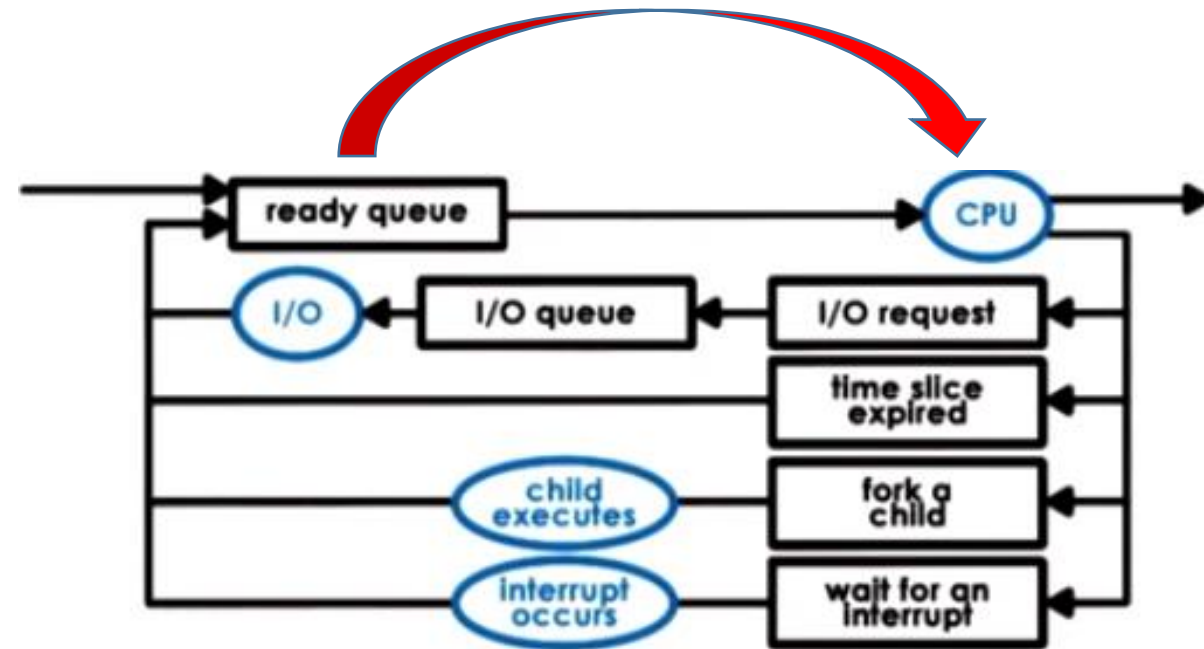 ready queue
CPU
I/O
I/O queue
I/O request
time slice
expired
child
executes
fork a
child
interrupt
occurs
wait for an
interrupt